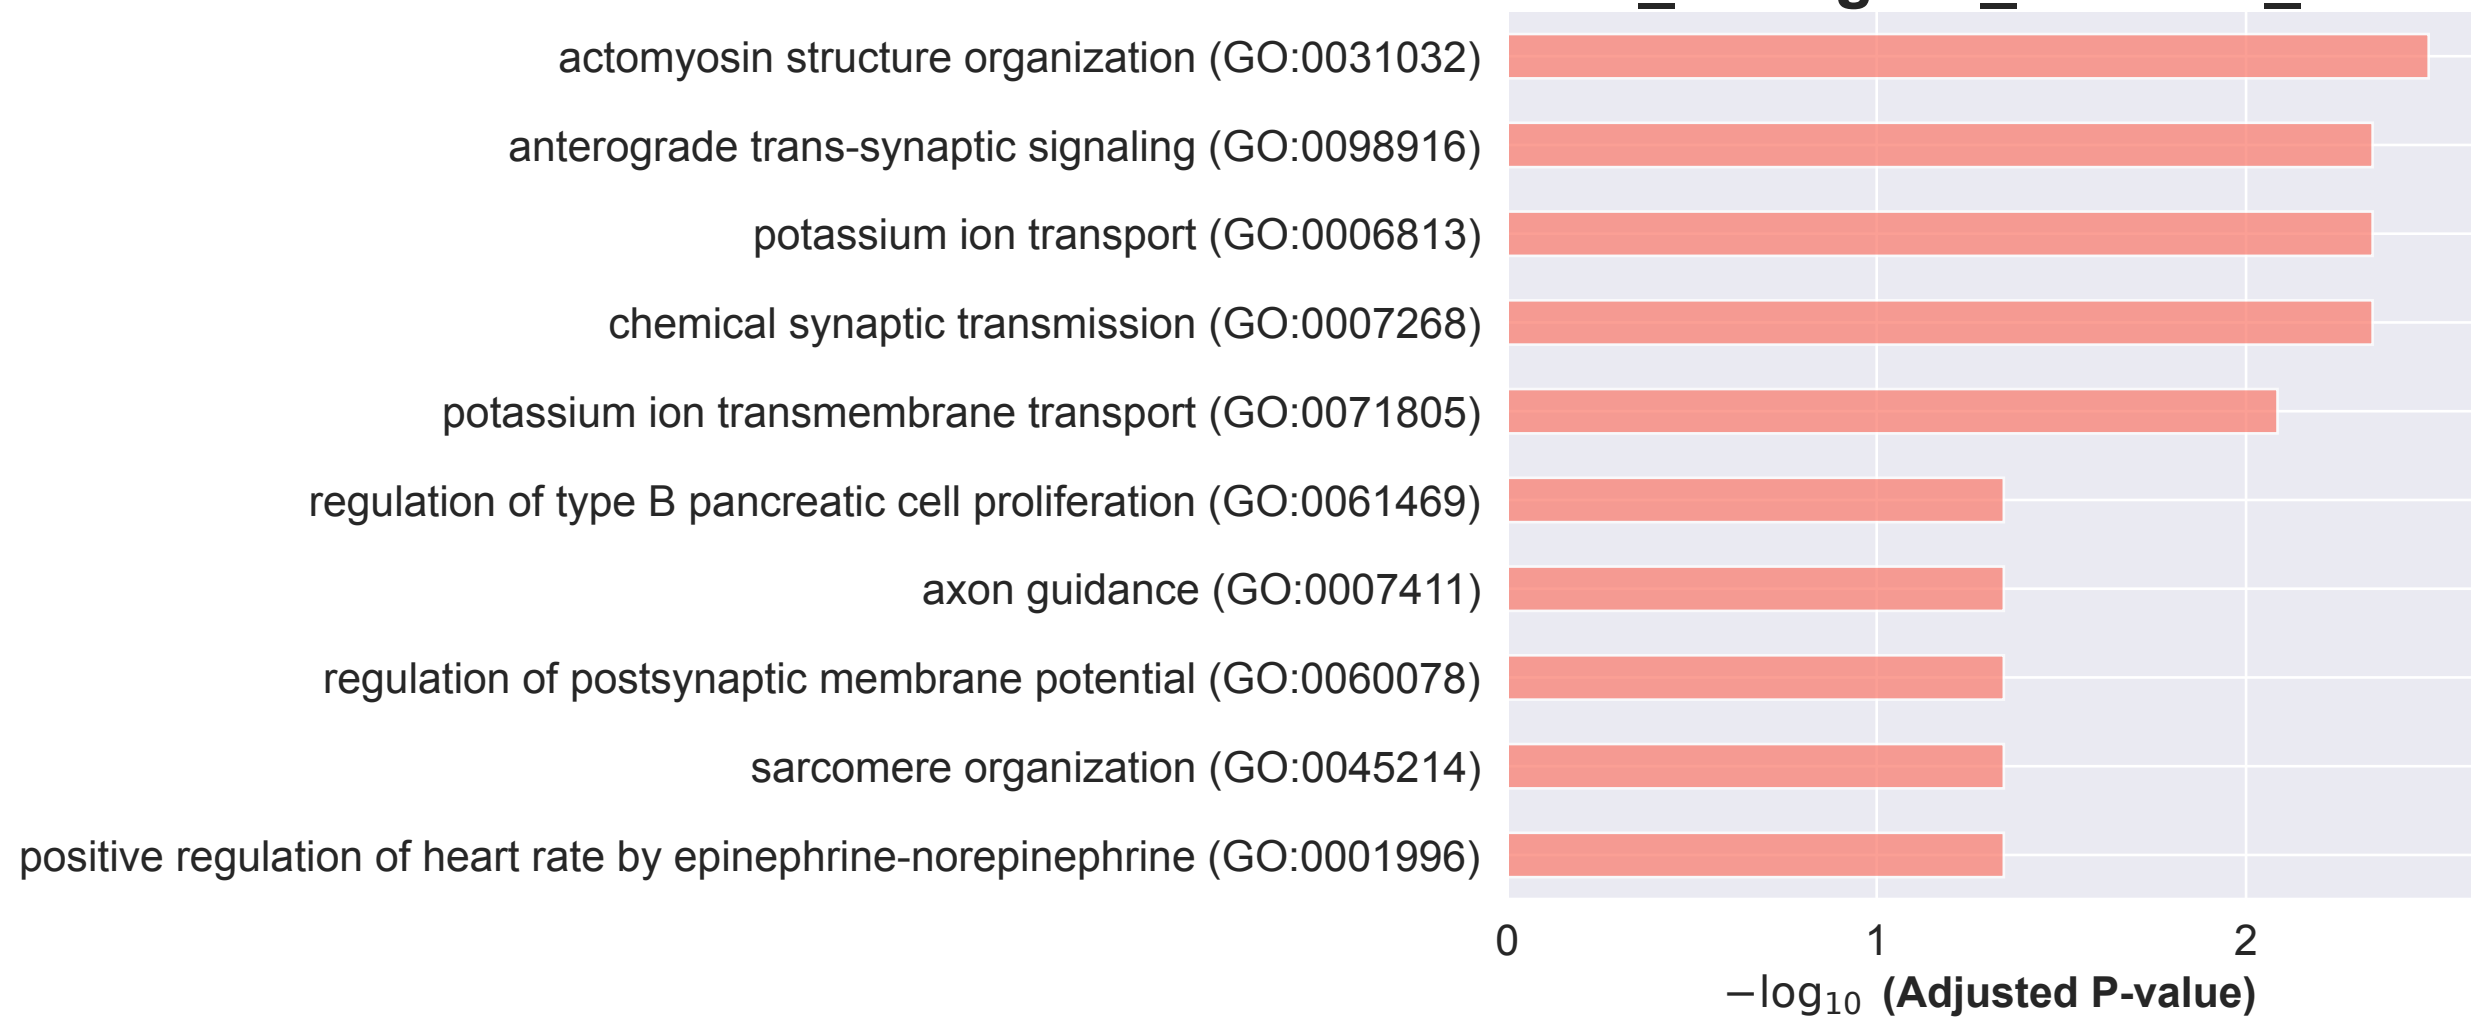 actomyosin structure organization (GO:0031032)
anterograde trans-synaptic signaling (GO:0098916)
potassium ion transport (GO:0006813)
chemical synaptic transmission (GO:0007268)
potassium ion transmembrane transport (GO:0071805)
regulation of type B pancreatic cell proliferation (GO:0061469)
axon guidance (GO:0007411)
regulation of postsynaptic membrane potential (GO:0060078)
sarcomere organization (GO:0045214)
positive regulation of heart rate by epinephrine-norepinephrine (GO:0001996)
0 1 2
−log₁₀ (Adjusted P-value)